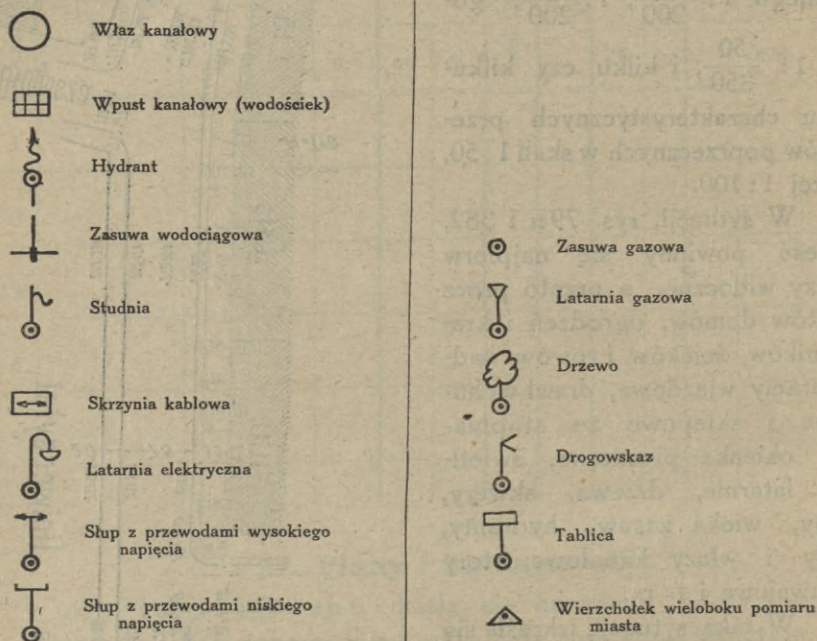 Właz kanałowy
Wpust kanałowy (wodościek)
Hydrant
Zasuwa wodociągowa
Studnia
Skrzynia kablowa
Latarnia elektryczna
Słup z przewodami wysokiego
napięcia
Słup z przewodami niskiego
napięcia
Zasuwa gazowa
Latarnia gazowa
Drzewo
Drogowskaz
Tablica
Wierzchołek wieloboku pomiaru
miasta